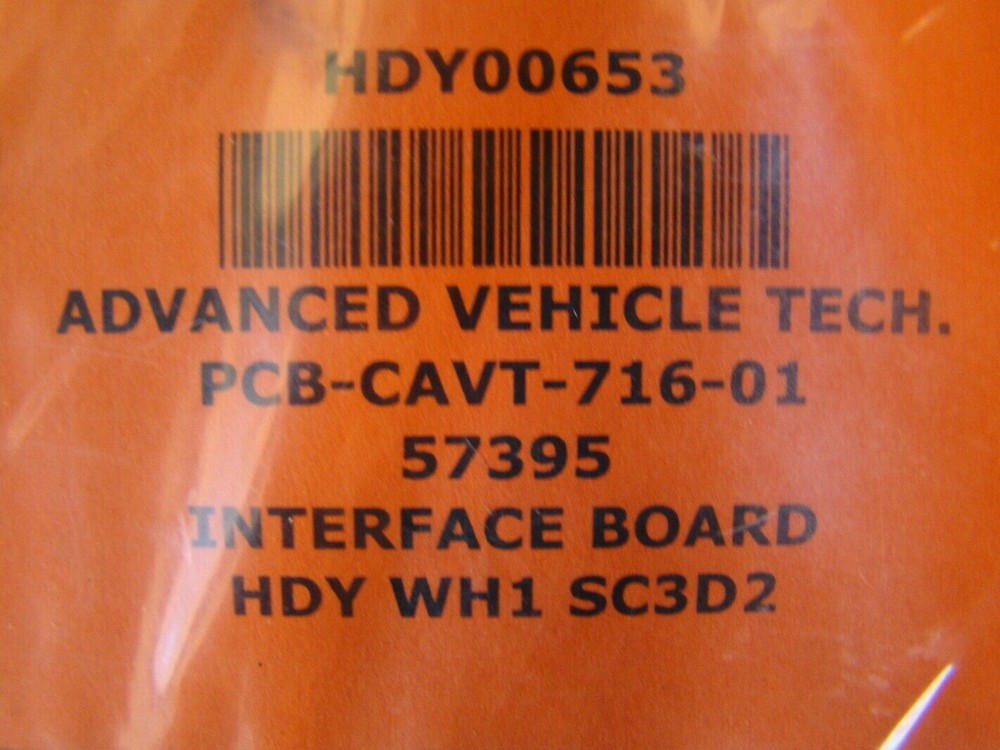 HDY00653
ADVANCED VEHICLE TECH.
PCB-CAVT-716-01
57395
INTERFACE BOARD
HDY WH1 SC3D2